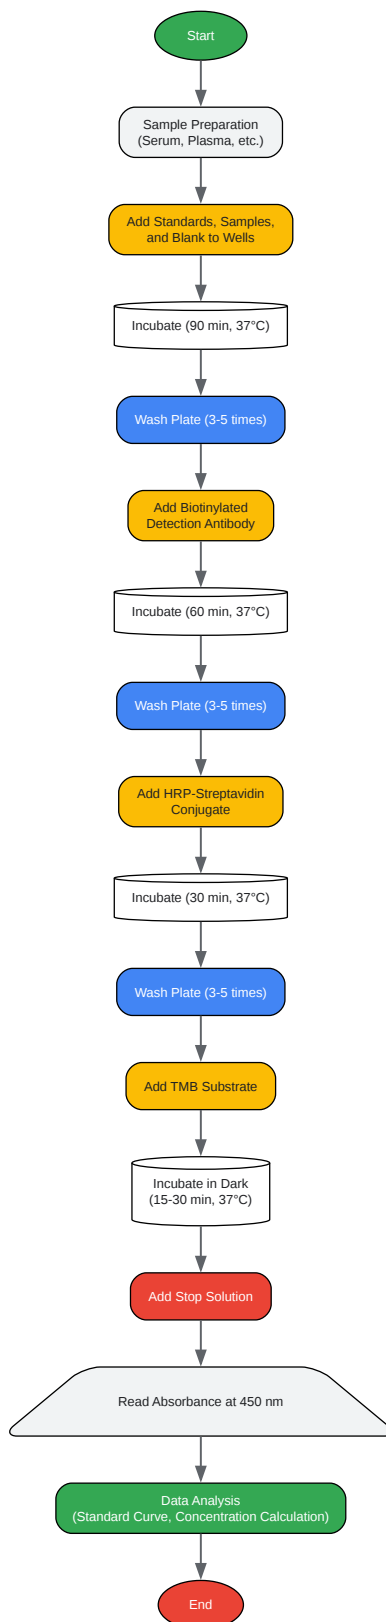 Start
Sample Preparation
(Serum, Plasma, etc.)
Add Standards, Samples,
and Blank to Wells
Incubate (90 min, 37°C)
Wash Plate (3-5 times)
Add Biotinylated
Detection Antibody
Incubate (60 min, 37°C)
Wash Plate (3-5 times)
Add HRP-Streptavidin
Conjugate
Incubate (30 min, 37°C)
Wash Plate (3-5 times)
Add TMB Substrate
Incubate in Dark
(15-30 min, 37°C)
Add Stop Solution
Read Absorbance at 450 nm
Data Analysis
(Standard Curve, Concentration Calculation)
End